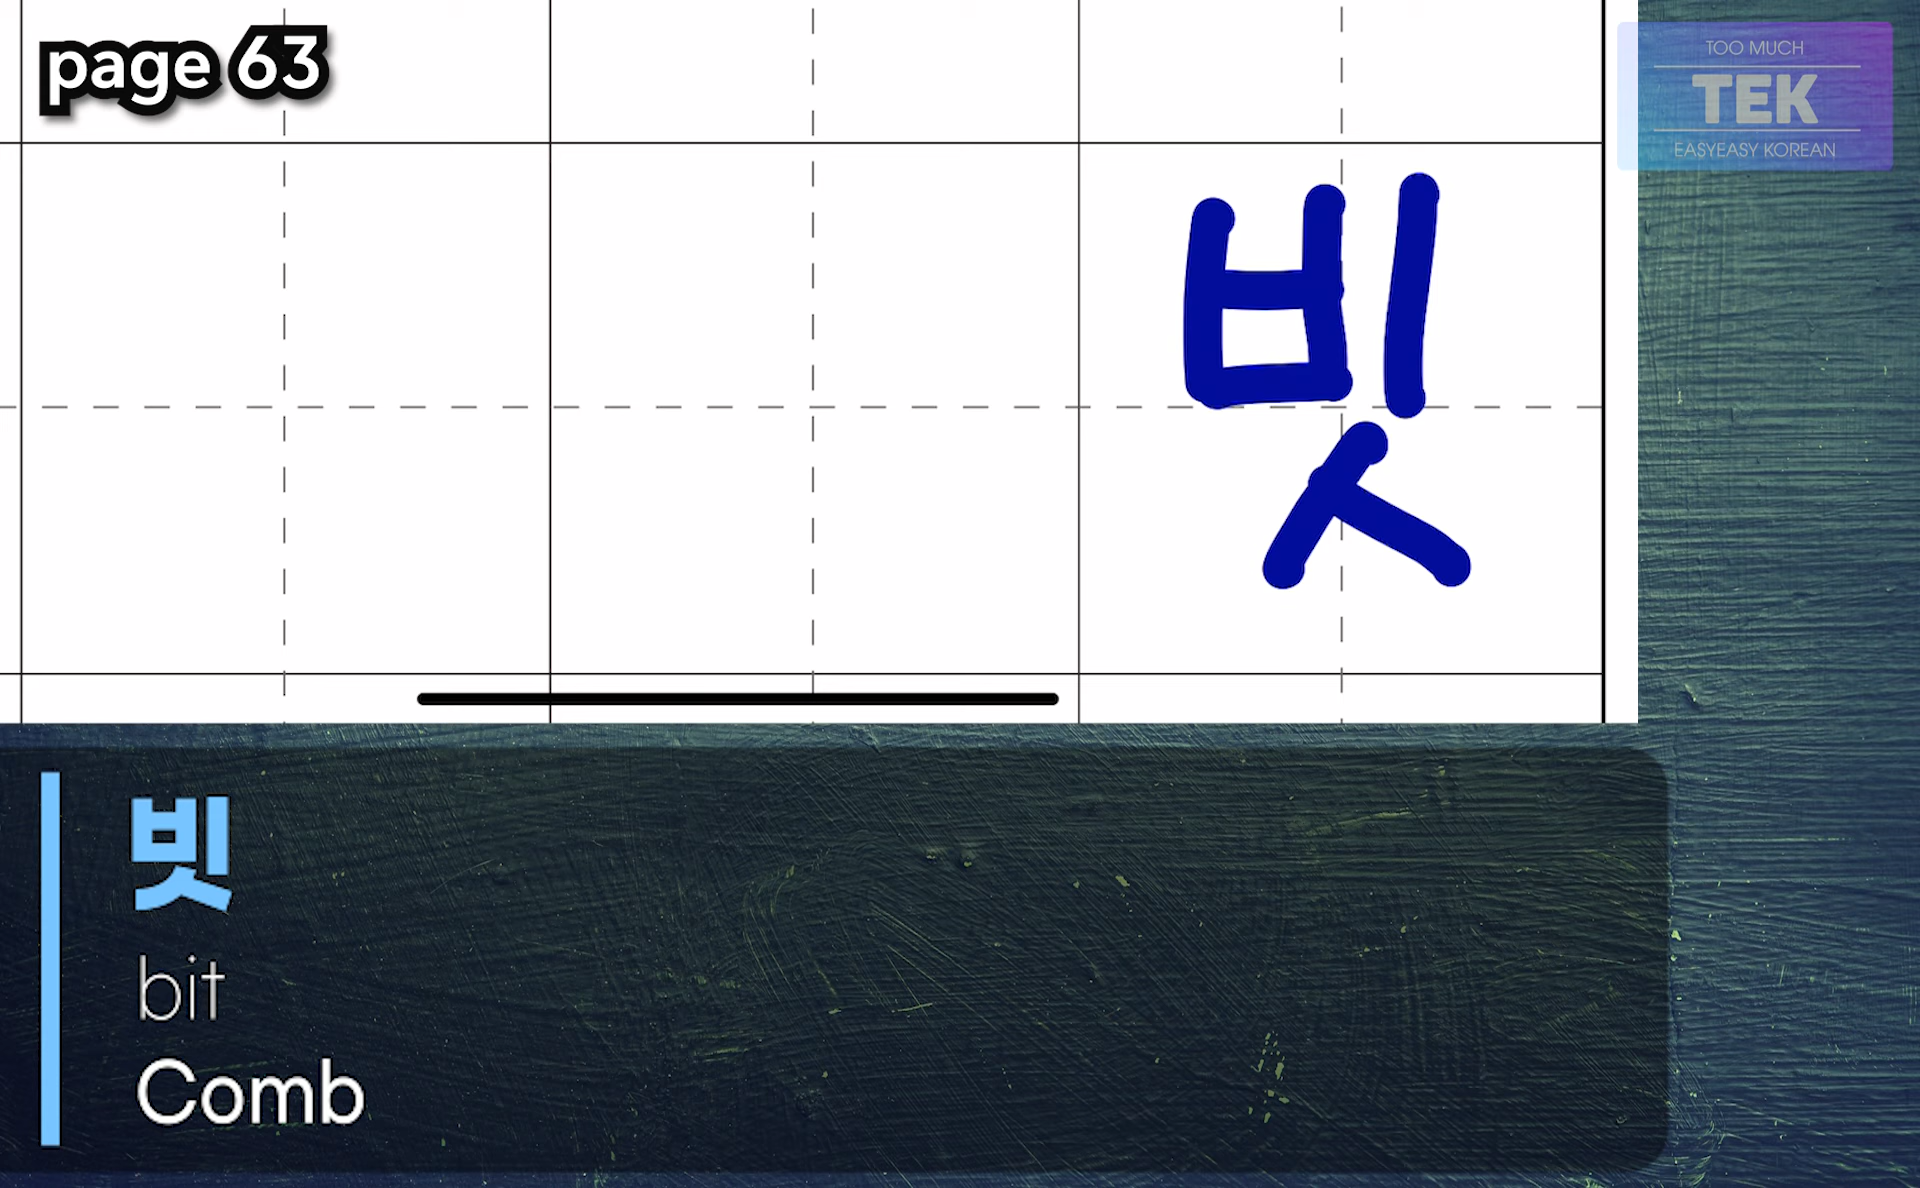 page 63
TOO MUCH
TEK
EASYEASY KOREAN
빗
빗
bit
Comb